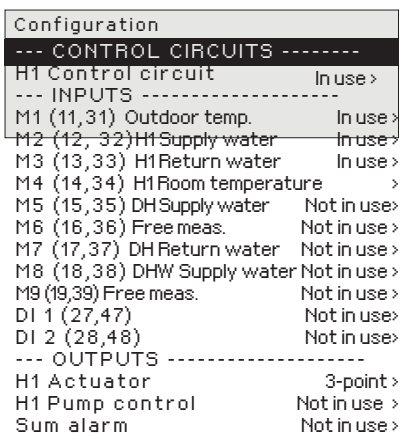 Configuration
--- CONTROL CIRCUITS --------
H1 Control circuit In use >
--- INPUTS --------------------
M1 (11,31) Outdoor temp. In use >
M2 (12, 32) H1 Supply water In use >
M3 (13,33) H1 Return water In use >
M4 (14,34) H1 Room temperature >
M5 (15,35) DH Supply water Not in use>
M6 (16,36) Free meas. Not in use >
M7 (17,37) DH Return water Not in use >
M8 (18,38) DHW Supply water Not in use >
M9 (19,39) Free meas. Not in use >
DI 1 (27,47) Not in use>
DI 2 (28,48) Not in use>
--- OUTPUTS --------------------
H1 Actuator 3-point >
H1 Pump control Not in use >
Sum alarm Not in use >